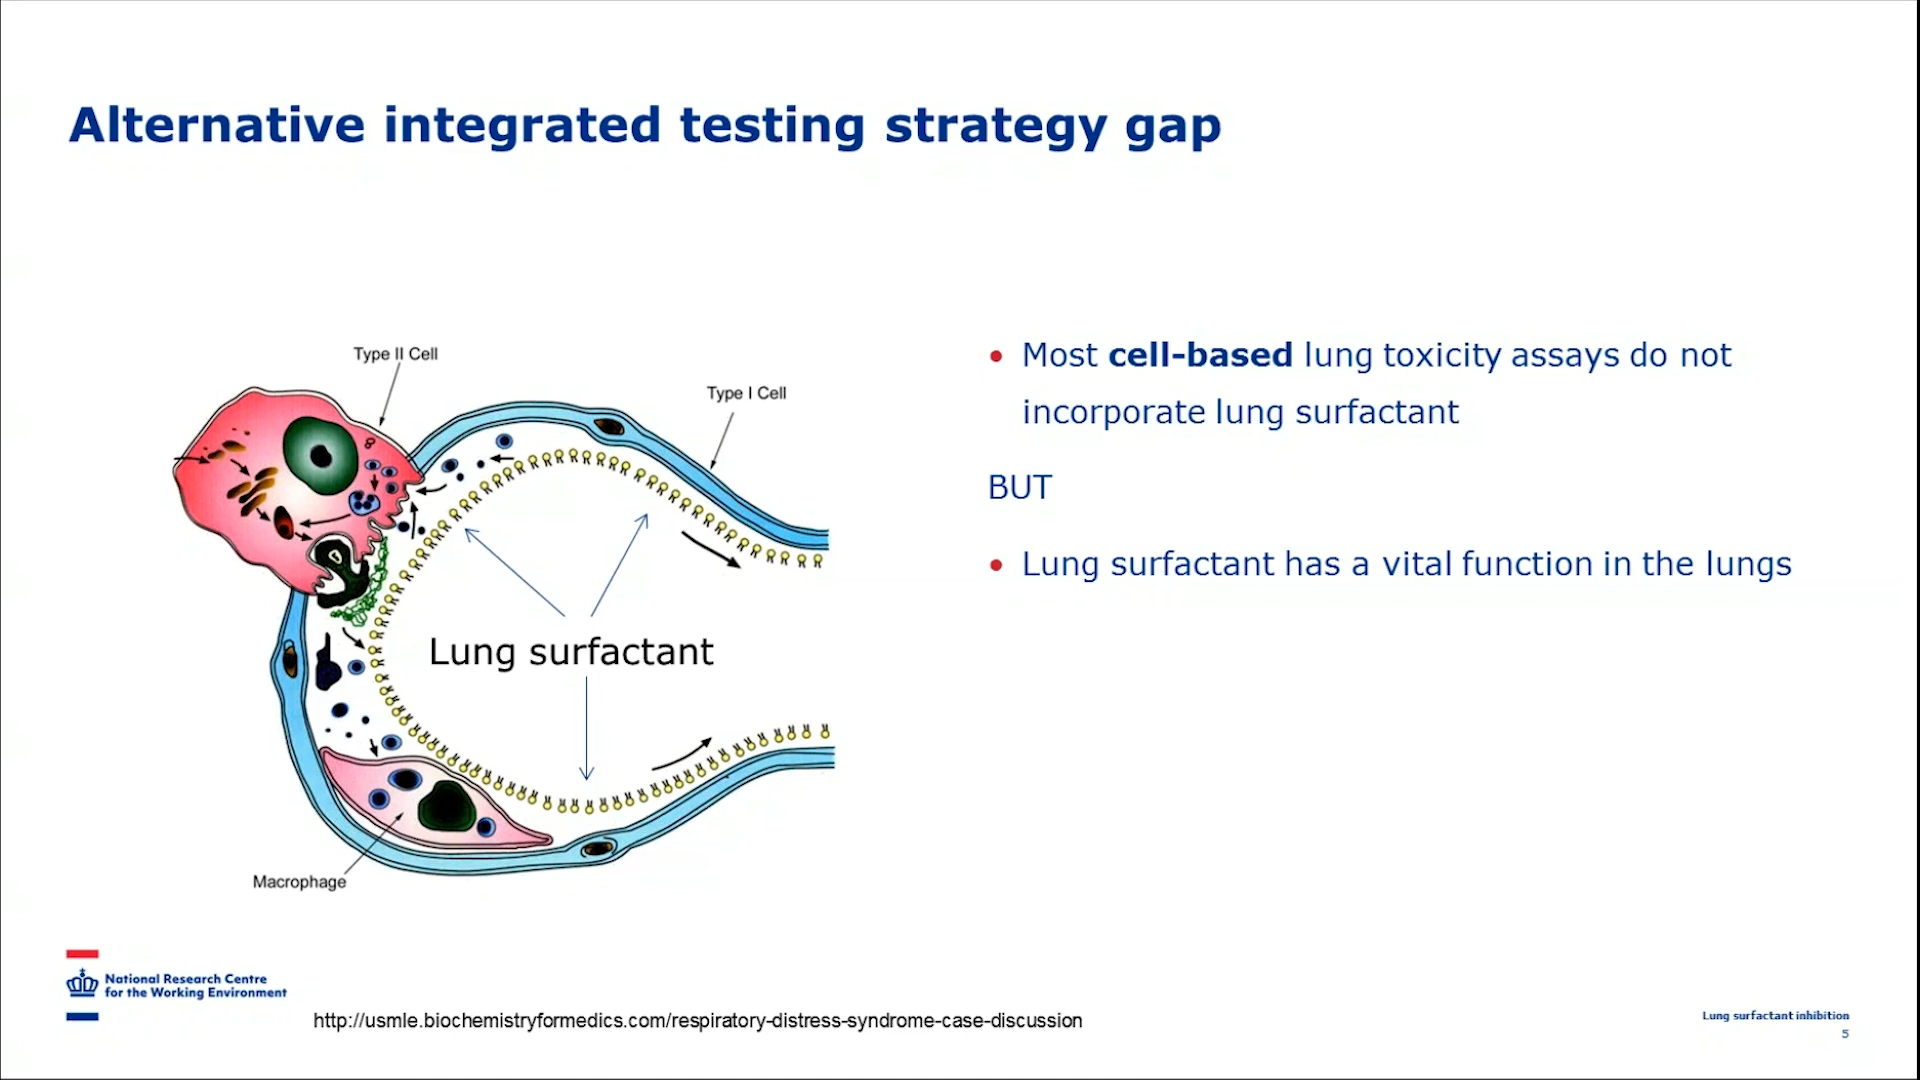 Alternative integrated testing strategy gap
Type II Cell
Type I Cell
Lung surfactant
Macrophage
• Most cell-based lung toxicity assays do not
incorporate lung surfactant
BUT
• Lung surfactant has a vital function in the lungs
National Research Centre
for the Working Environment
http://usmle.biochemistryformedics.com/respiratory-distress-syndrome-case-discussion
Lung surfactant inhibition
5